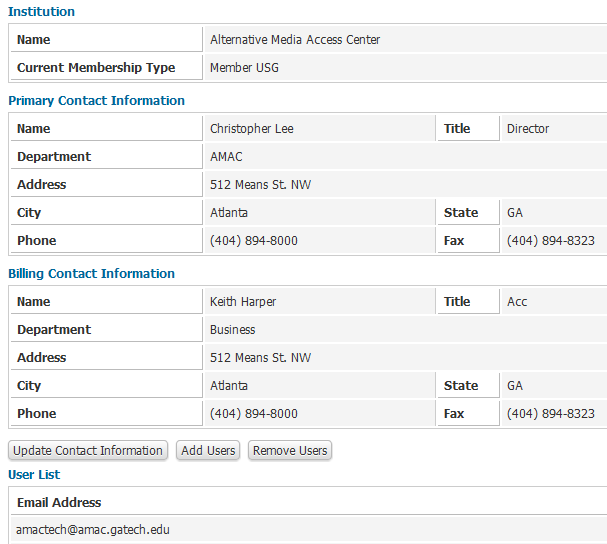 Institution
Name Alternative Media Access Center
Current Membership Type Member USG
Primary Contact Information
Name Christopher Lee Title Director
Department AMAC
Address 512 Means St. NW
City Atlanta State GA
Phone (404) 894-8000 Fax (404) 894-8323
Billing Contact Information
Name Keith Harper Title Acc
Department Business
Address 512 Means St. NW
City Atlanta State GA
Phone (404) 894-8000 Fax (404) 894-8323
Update Contact Information Add Users Remove Users
User List
Email Address
amactech@amac.gatech.edu